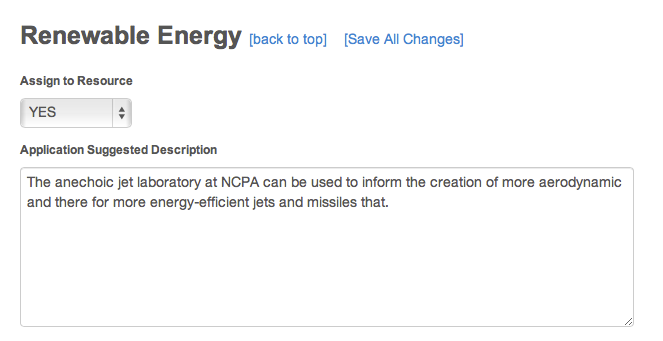 Renewable Energy [back to top] [Save All Changes]
Assign to Resource
YES
Application Suggested Description
The anechoic jet laboratory at NCPA can be used to inform the creation of more aerodynamic
and there for more energy-efficient jets and missiles that.